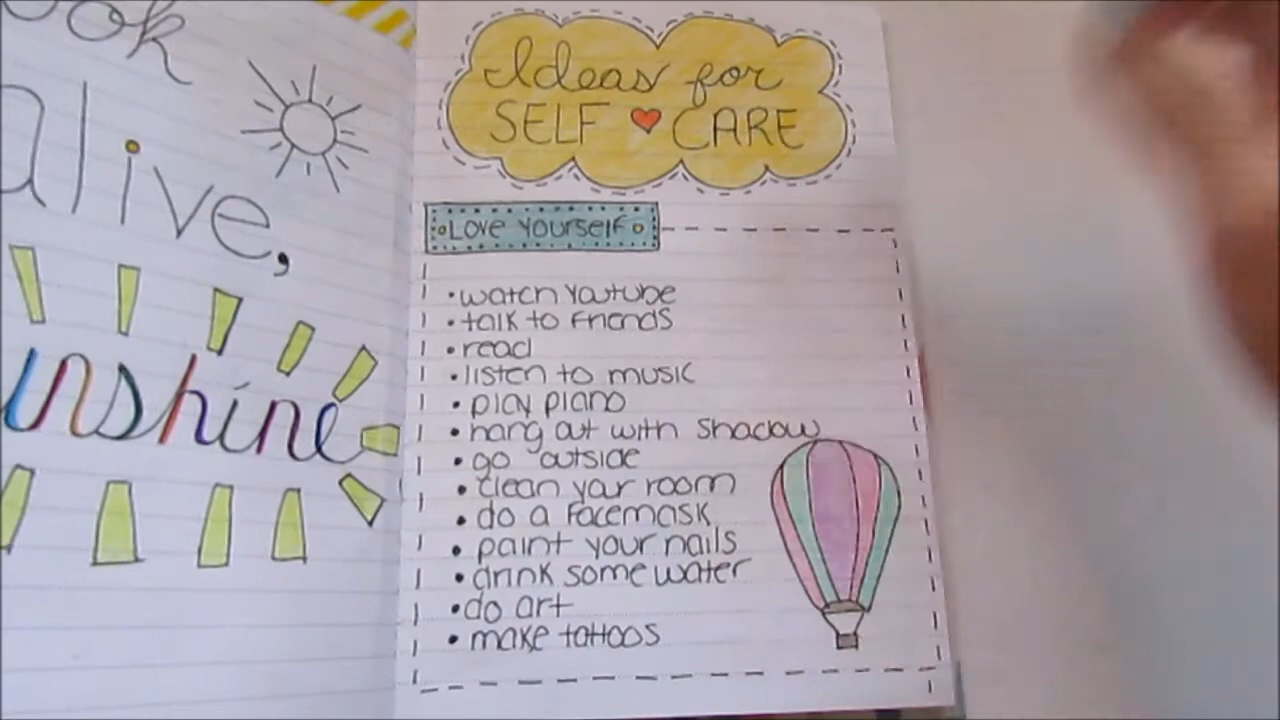 ok
alive,
inshine
Ideas for
SELF CARE
Love Yourself
• watch Youtube
• talk to friends
• read
• listen to music
• play piano
• hang out with Shadow
• go outside
• clean your room
• do a facemask
• paint your nails
• drink some water
• do art
• make tattoos